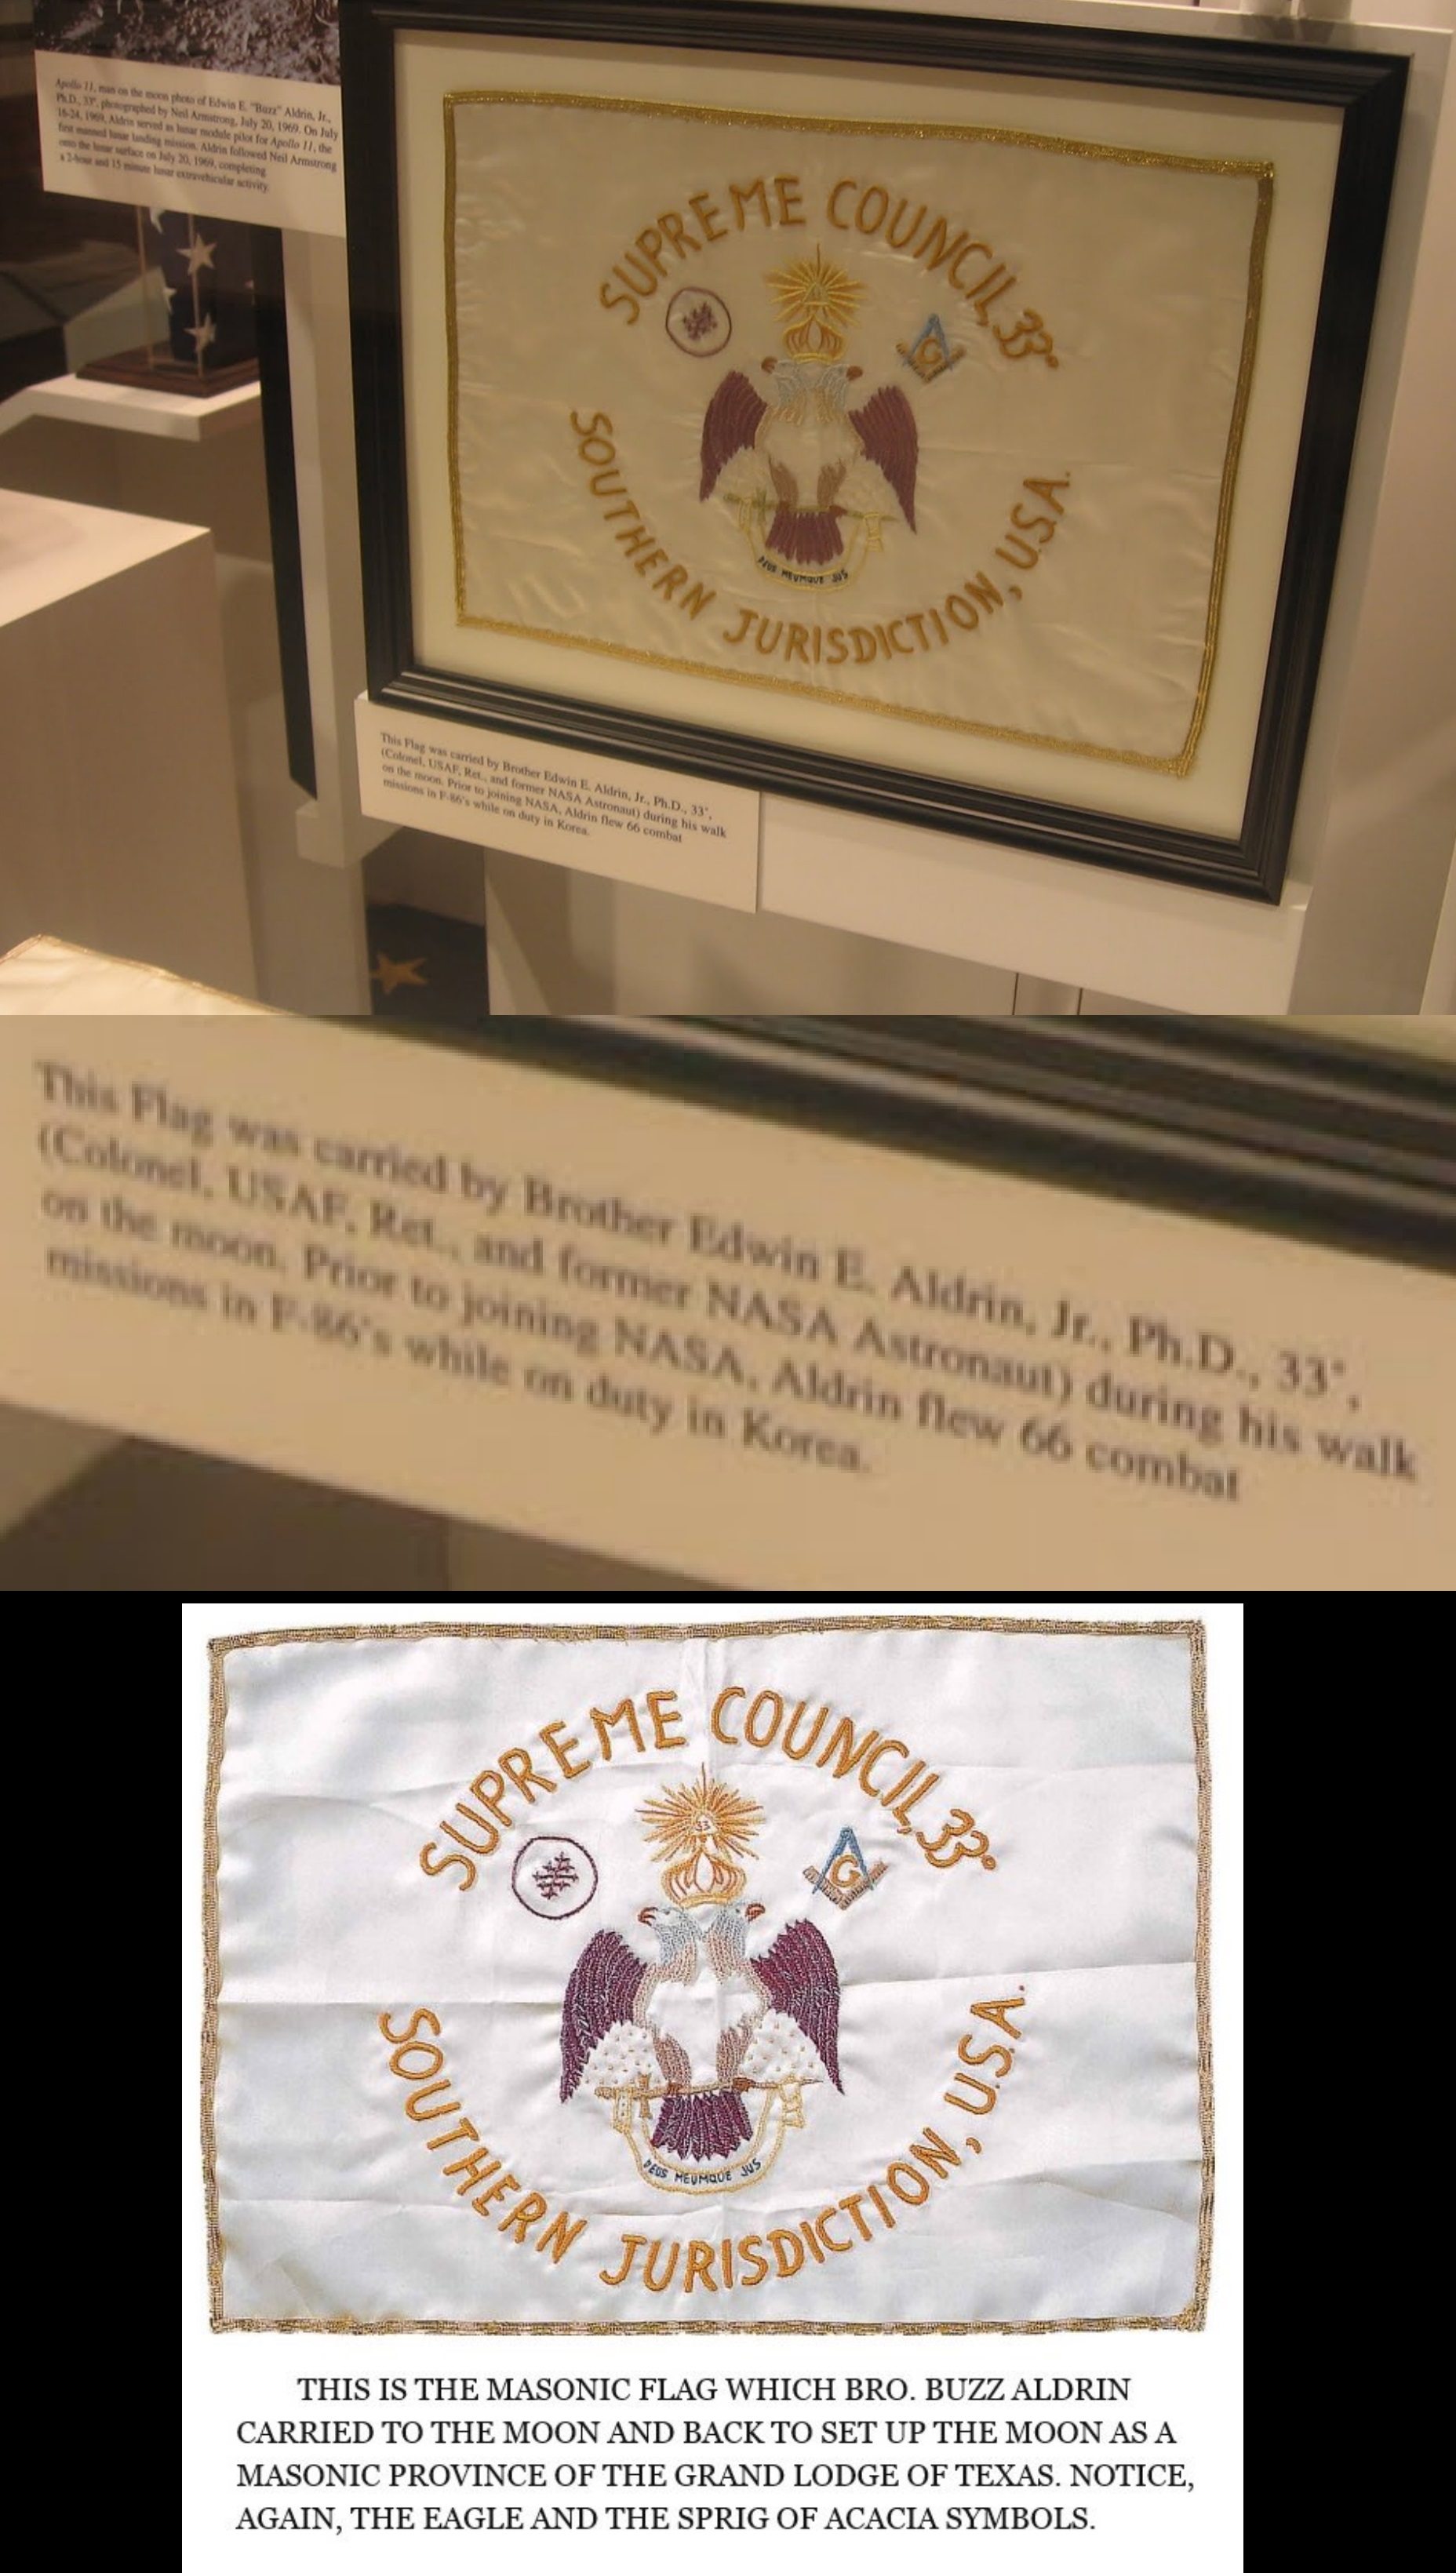 Apollo 11, man on the moon photo of Edwin E. "Buzz" Aldrin, Jr.,
Ph.D., 33°, photographed by Neil Armstrong, July 20, 1969. On July
16-24, 1969, Aldrin served as lunar module pilot for Apollo 11, the
first manned lunar landing mission. Aldrin followed Neil Armstrong
onto the lunar surface on July 20, 1969, completing
a 2-hour and 15 minute lunar extravehicular activity.
SUPREME COUNCIL, 33°
G
DEUS MEUMQUE JUS
SOUTHERN JURISDICTION, U.S.A.
This Flag was carried by Brother Edwin E. Aldrin, Jr., Ph.D., 33°,
(Colonel, USAF, Ret., and former NASA Astronaut) during his walk
on the moon. Prior to joining NASA, Aldrin flew 66 combat
missions in F-86's while on duty in Korea.
This Flag was carried by Brother Edwin E. Aldrin, Jr., Ph.D., 33°,
(Colonel, USAF, Ret., and former NASA Astronaut) during his walk
on the moon. Prior to joining NASA, Aldrin flew 66 combat
missions in F-86's while on duty in Korea.
SUPREME COUNCIL, 33°
33
G
DEUS MEUMQUE JUS
SOUTHERN JURISDICTION, U.S.A.
THIS IS THE MASONIC FLAG WHICH BRO. BUZZ ALDRIN
CARRIED TO THE MOON AND BACK TO SET UP THE MOON AS A
MASONIC PROVINCE OF THE GRAND LODGE OF TEXAS. NOTICE,
AGAIN, THE EAGLE AND THE SPRIG OF ACACIA SYMBOLS.